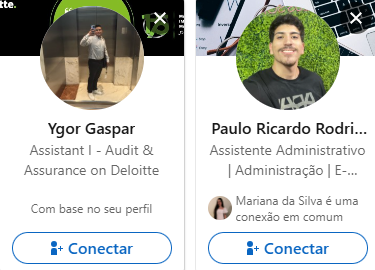 tte.
Ygor Gaspar
Assistant I - Audit &
Assurance on Deloitte
Com base no seu perfil
Conectar
Paulo Ricardo Rodri...
Assistente Administrativo
| Administração | E-...
Mariana da Silva é uma
conexão em comum
Conectar